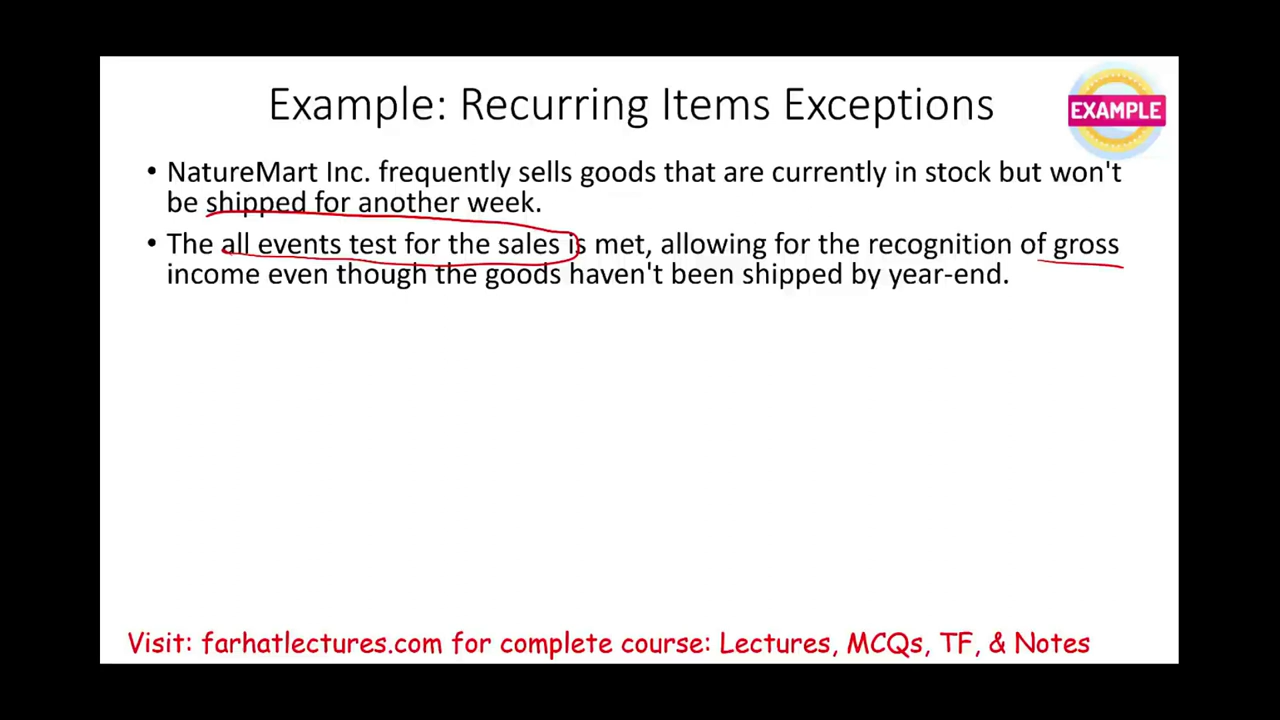 Example: Recurring Items Exceptions
EXAMPLE
• NatureMart Inc. frequently sells goods that are currently in stock but won't
be shipped for another week.
• The all events test for the sales is met, allowing for the recognition of gross
income even though the goods haven't been shipped by year-end.
Visit: farhatlectures.com for complete course: Lectures, MCQs, TF, & Notes